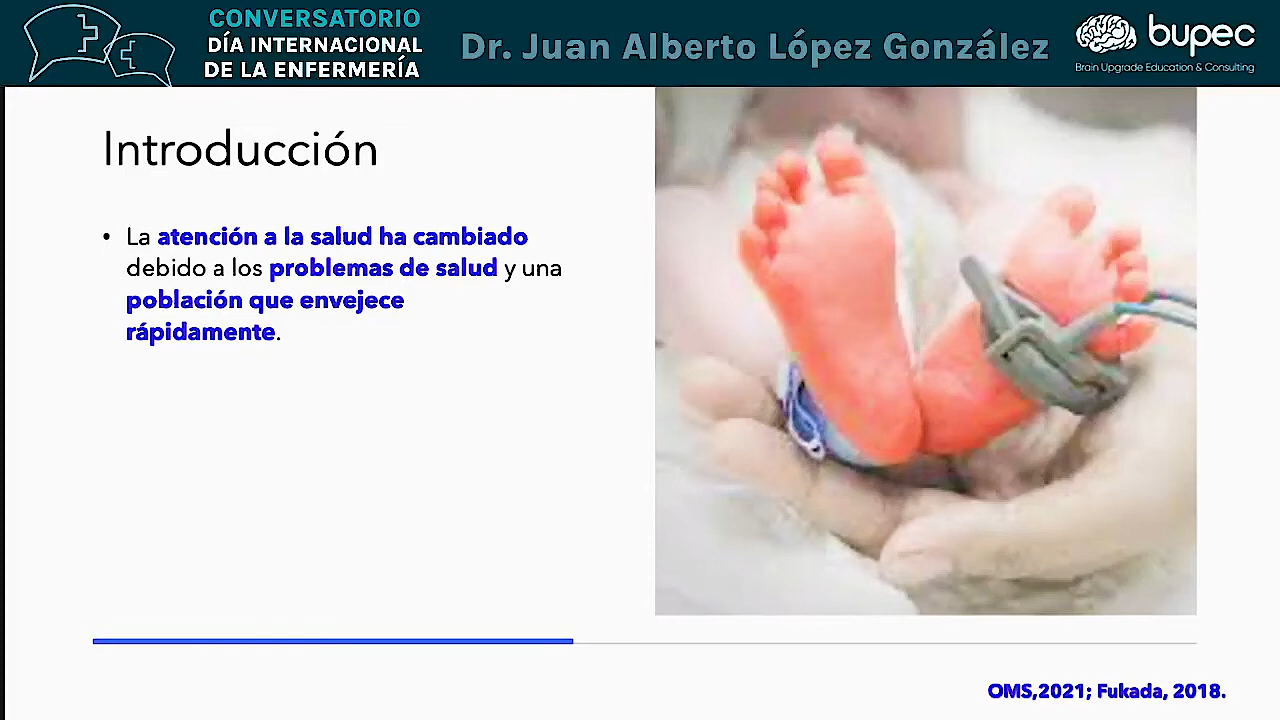 CONVERSATORIO
DÍA INTERNACIONAL
DE LA ENFERMERÍA
Dr. Juan Alberto López González
bupec
Brain Upgrade Education & Consulting
Introducción
• La atención a la salud ha cambiado
debido a los problemas de salud y una
población que envejece
rápidamente.
OMS,2021; Fukada, 2018.